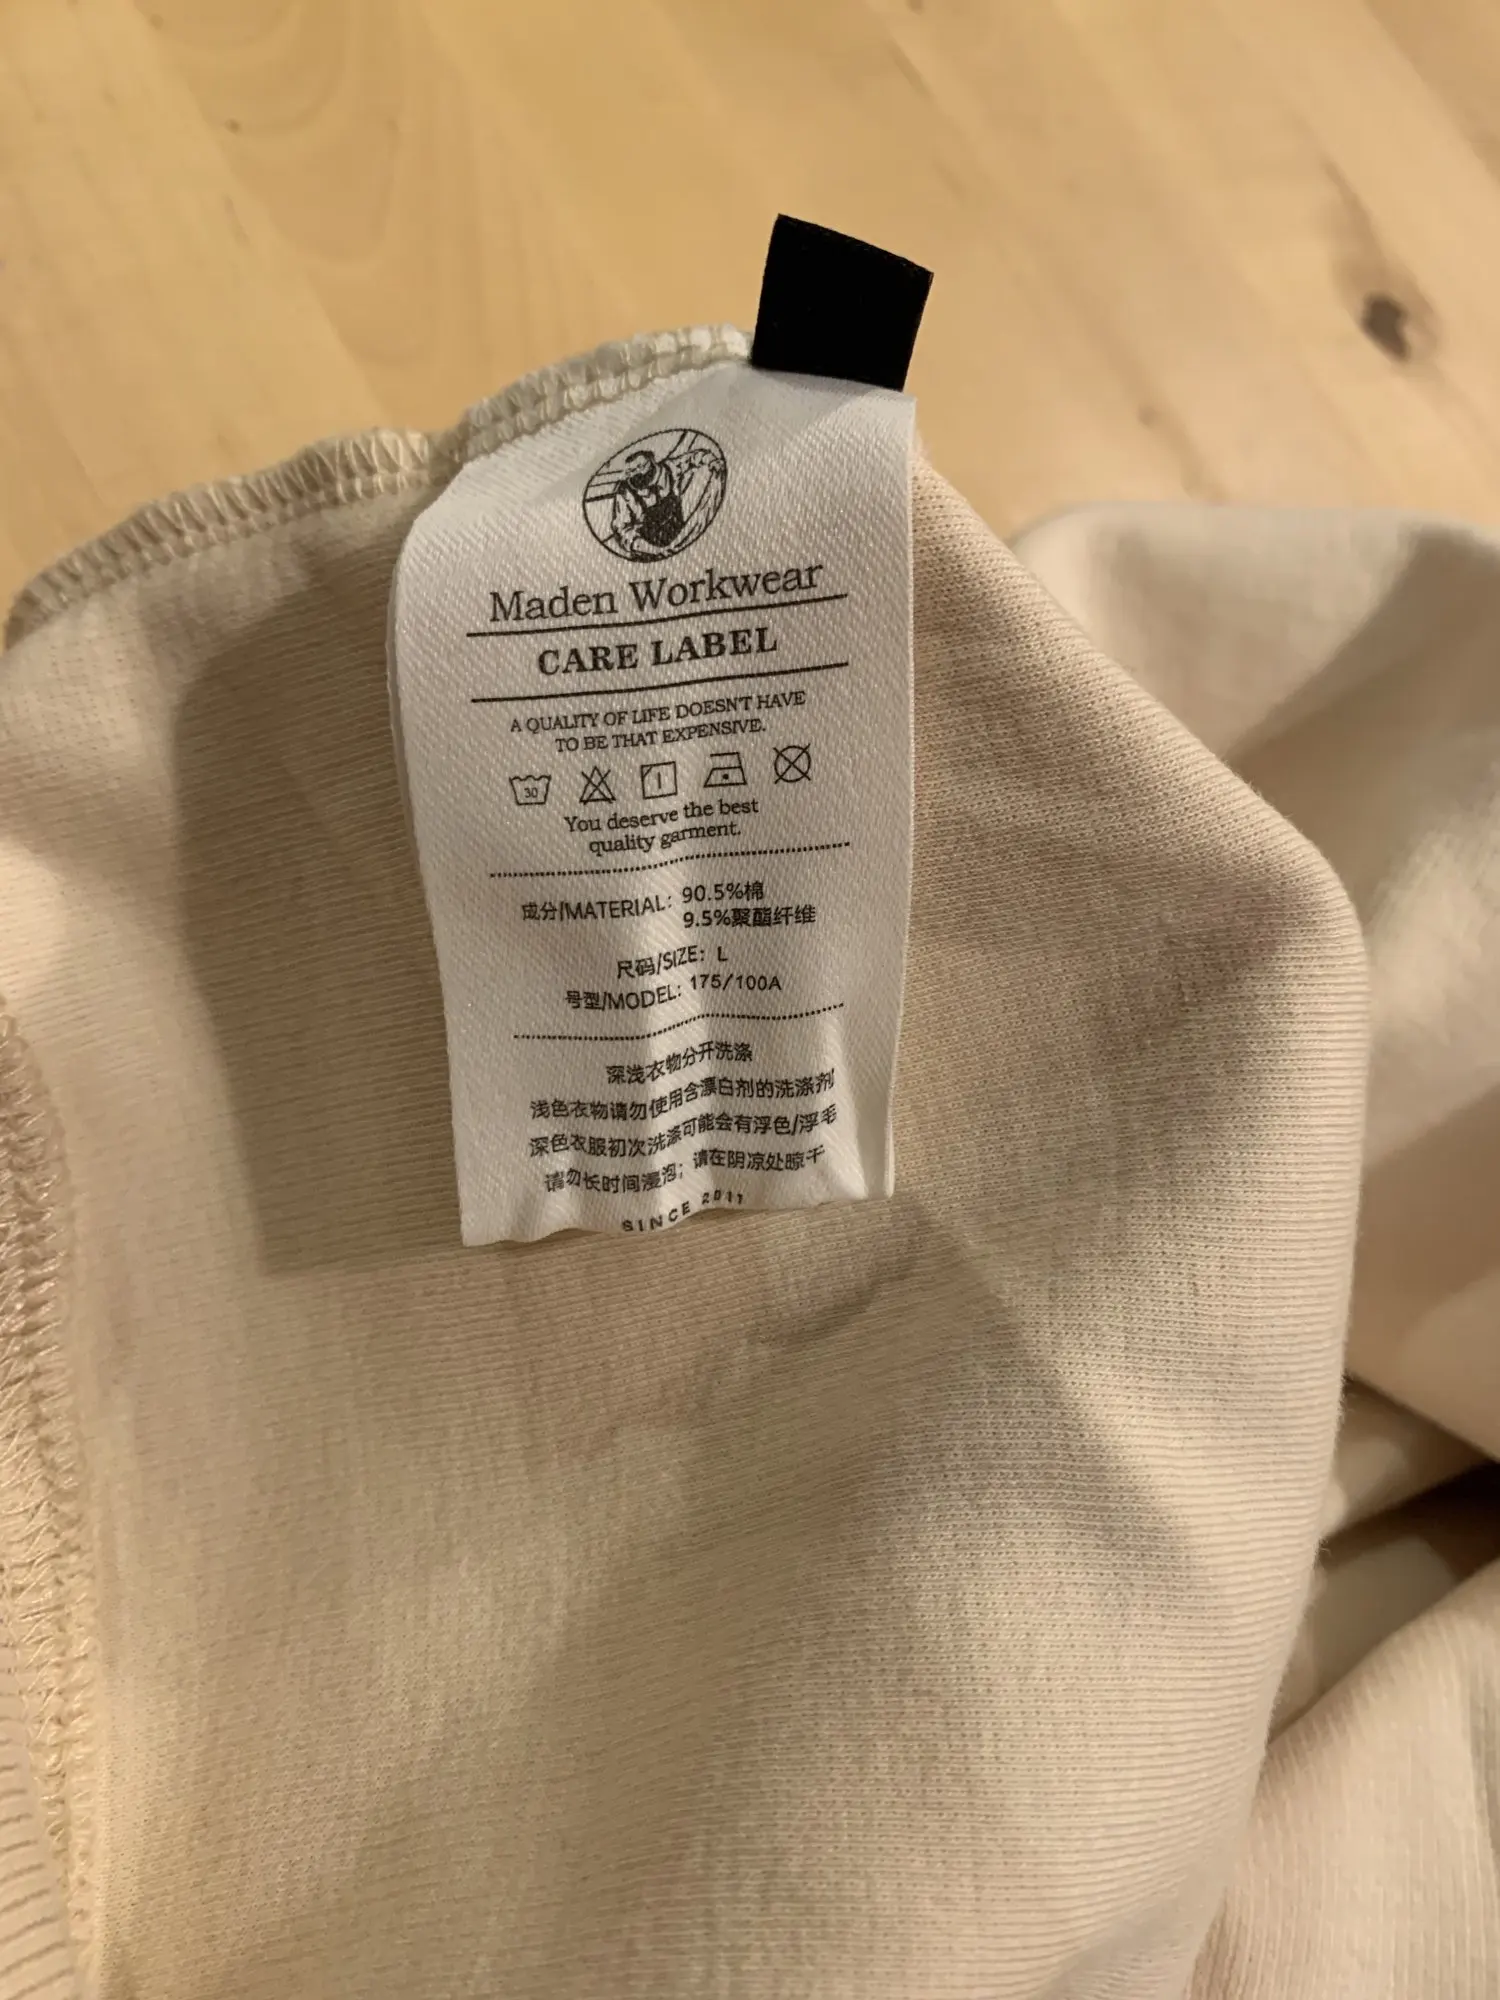 Maden Workwear
CARE LABEL
A QUALITY OF LIFE DOESN'T HAVE
TO BE THAT EXPENSIVE.
30
You deserve the best
quality garment.
成分/MATERIAL: 90.5%棉
9.5%聚酯纤维
尺码/SIZE: L
号型/MODEL: 175/100A
深浅衣物分开洗涤
浅色衣物请勿使用含漂白剂的洗涤剂
深色衣服初次洗涤可能会有浮色/浮毛
请勿长时间浸泡；请在阴凉处晾干
SINCE 2011